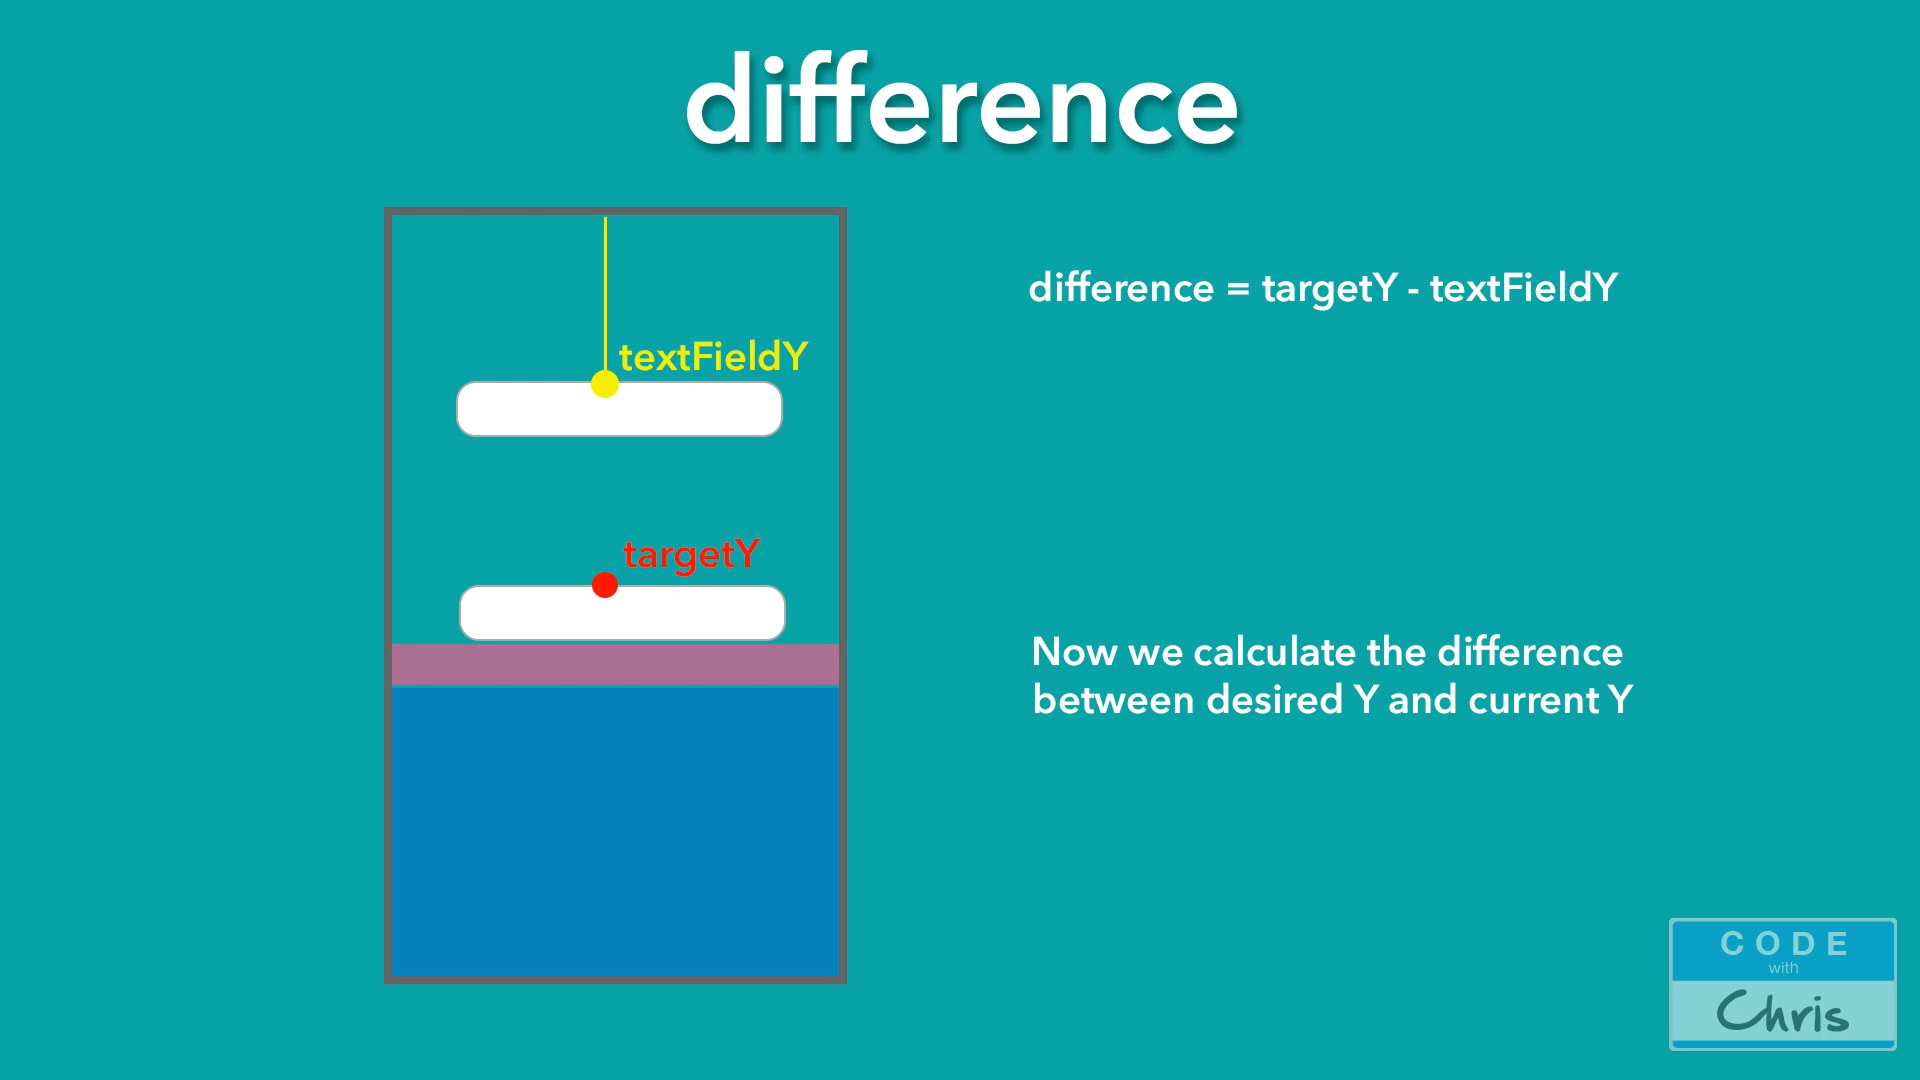 difference
difference = targetY - textFieldY
textFieldY
targetY
Now we calculate the difference
between desired Y and current Y
CODE
with
Chris